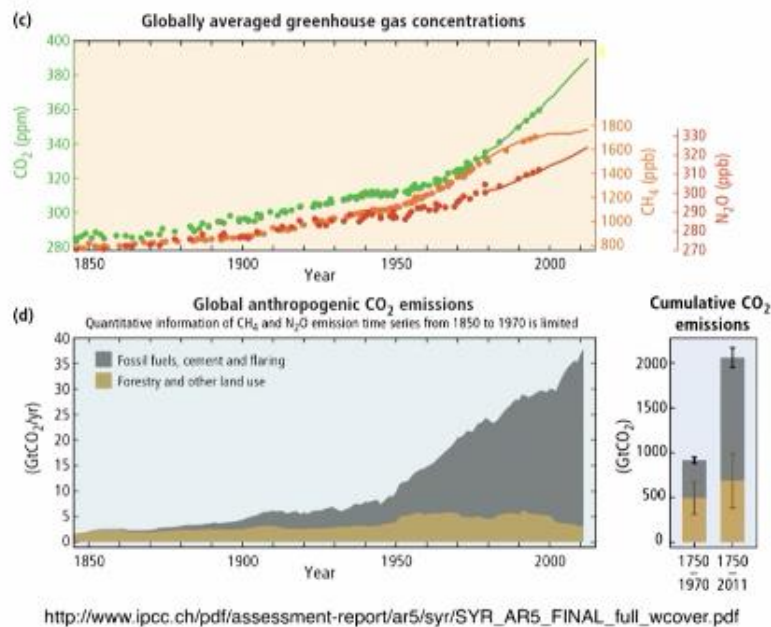 (c)
Globally averaged greenhouse gas concentrations
400
380
360
340
320
300
280
CO₂ (ppm)
1800
1600
1400
1200
1000
800
CH₄ (ppb)
330
320
310
300
290
280
270
N₂O (ppb)
1850 1900 1950 2000
Year
(d)
Global anthropogenic CO₂ emissions
Quantitative information of CH₄ and N₂O emission time series from 1850 to 1970 is limited
40
35
30
25
20
15
10
5
0
(GtCO₂/yr)
Fossil fuels, cement and flaring
Forestry and other land use
1850 1900 1950 2000
Year
Cumulative CO₂
emissions
2000
1500
1000
500
0
(GtCO₂)
1750
–
1970
1750
–
2011
http://www.ipcc.ch/pdf/assessment-report/ar5/syr/SYR_AR5_FINAL_full_wcover.pdf